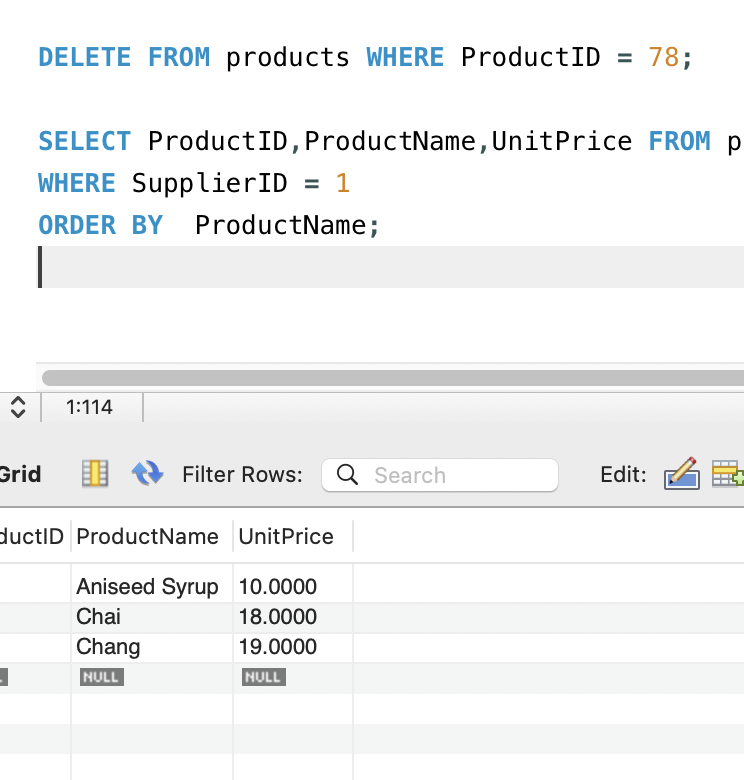 DELETE FROM products WHERE ProductID = 78;
SELECT ProductID,ProductName,UnitPrice FROM p
WHERE SupplierID = 1
ORDER BY  ProductName;
1:114
Grid Filter Rows: Search Edit:
ductID ProductName UnitPrice
Aniseed Syrup 10.0000
Chai 18.0000
Chang 19.0000
NULL NULL